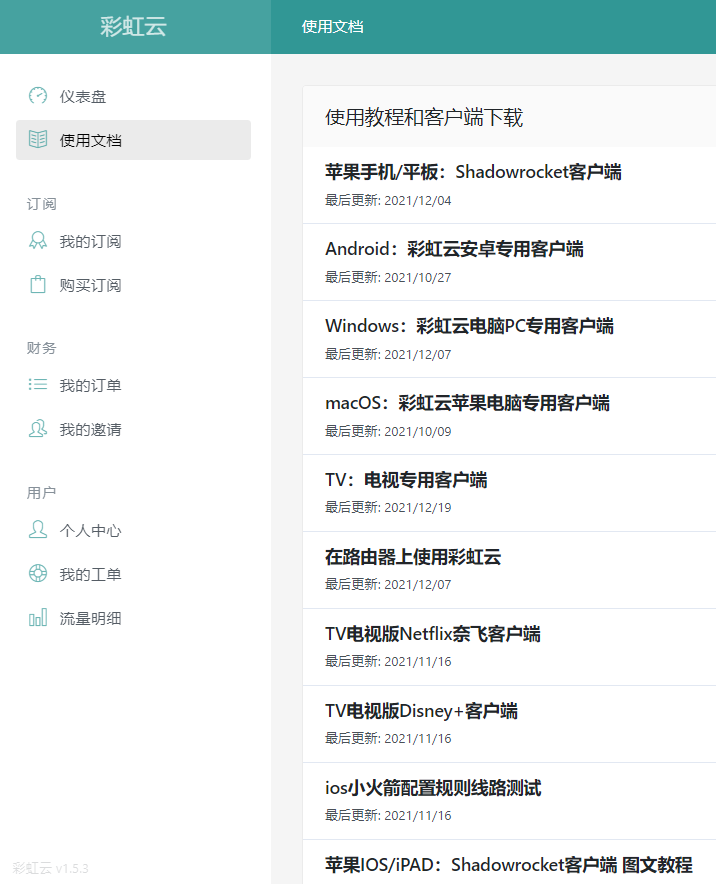 彩虹云
使用文档
仪表盘
使用文档
订阅
我的订阅
购买订阅
财务
我的订单
我的邀请
用户
个人中心
我的工单
流量明细
彩虹云 v1.5.3
使用教程和客户端下载
苹果手机/平板：Shadowrocket客户端
最后更新: 2021/12/04
Android：彩虹云安卓专用客户端
最后更新: 2021/10/27
Windows：彩虹云电脑PC专用客户端
最后更新: 2021/12/07
macOS：彩虹云苹果电脑专用客户端
最后更新: 2021/10/09
TV：电视专用客户端
最后更新: 2021/12/19
在路由器上使用彩虹云
最后更新: 2021/12/07
TV电视版Netflix奈飞客户端
最后更新: 2021/11/16
TV电视版Disney+客户端
最后更新: 2021/11/16
ios小火箭配置规则线路测试
最后更新: 2021/11/16
苹果IOS/iPAD：Shadowrocket客户端 图文教程